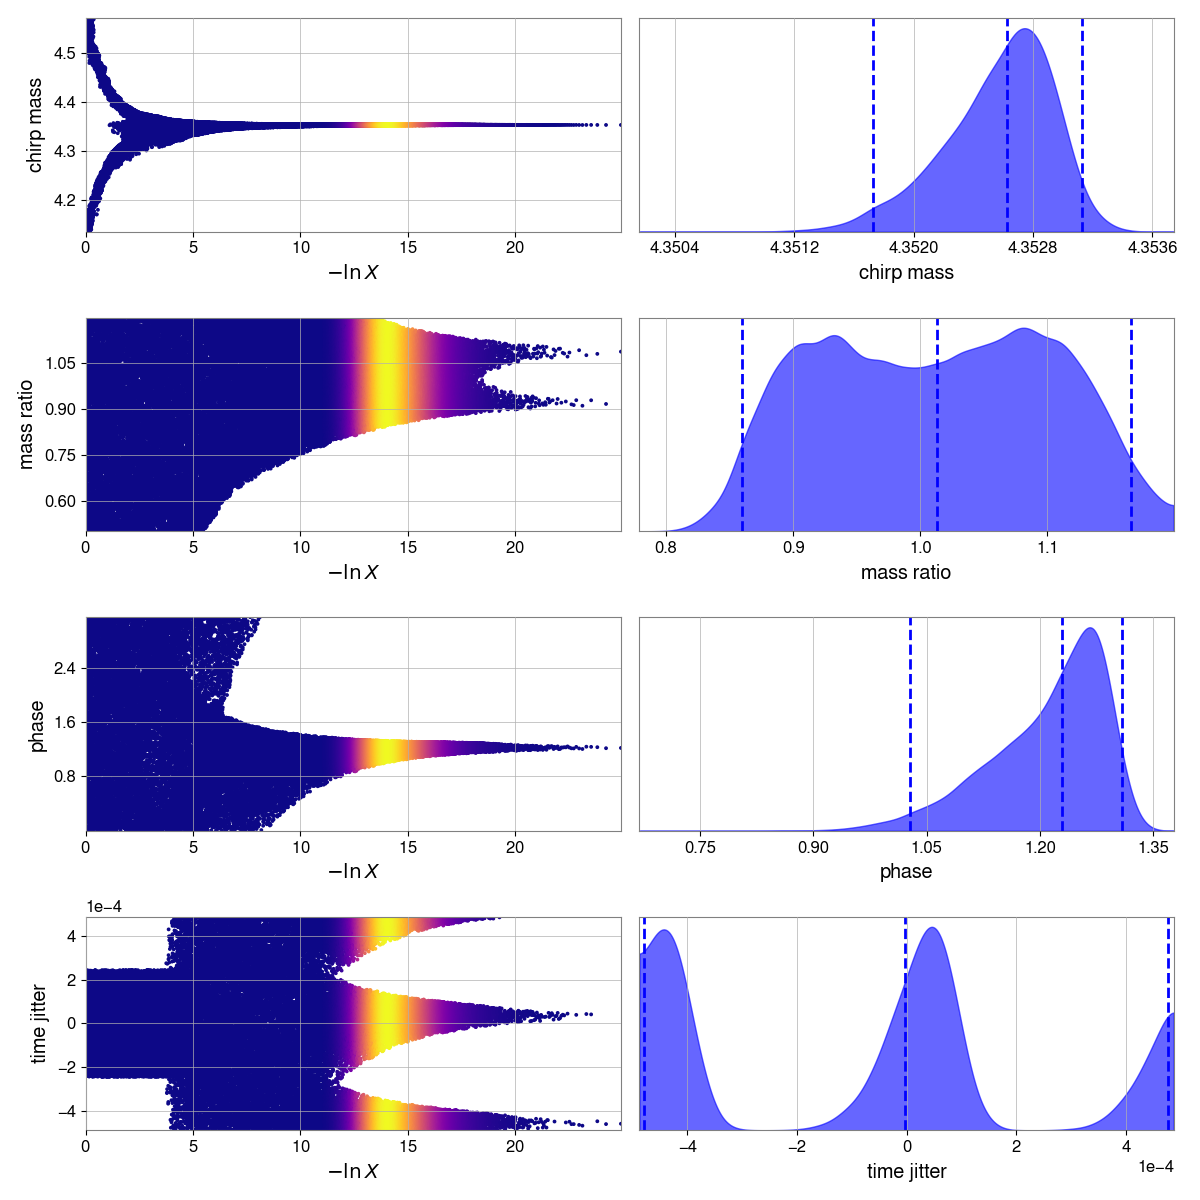 4.5
4.4
4.3
4.2
chirp mass
0 5 10 15 20
−ln X
4.3504 4.3512 4.3520 4.3528 4.3536
chirp mass
1.05
0.90
0.75
0.60
mass ratio
0 5 10 15 20
−ln X
0.8 0.9 1.0 1.1
mass ratio
2.4
1.6
0.8
phase
0 5 10 15 20
−ln X
0.75 0.90 1.05 1.20 1.35
phase
1e−4
4
2
0
−2
−4
time jitter
0 5 10 15 20
−ln X
−4 −2 0 2 4
1e−4
time jitter